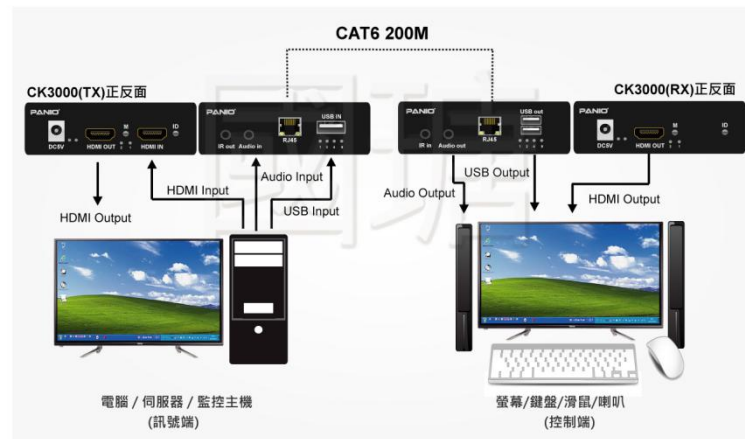 CAT6 200M
CK3000(TX)正反面
CK3000(RX)正反面
PANIO
DC5V
HDMI OUT
M
HDMI IN
ID
PANIO
IR out
Audio in
RJ45
USB IN
PANIO
IR in
Audio out
RJ45
USB out
PANIO
DC5V
HDMI OUT
M
ID
HDMI Output
HDMI Input
Audio Input
USB Input
Audio Output
USB Output
HDMI Output
國瑭
電腦 / 伺服器 / 監控主機
(訊號端)
螢幕/鍵盤/滑鼠/喇叭
(控制端)